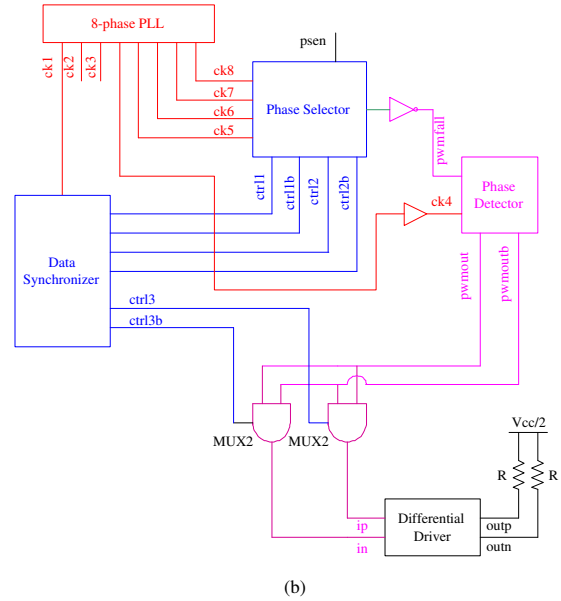 8-phase PLL
psen
ck1
ck2
ck3
ck8
ck7
ck6
ck5
Phase Selector
pwmfall
ctrl1
ctrl1b
ctrl2
ctrl2b
ck4
Phase
Detector
Data
Synchronizer
pwmout
pwmoutb
ctrl3
ctrl3b
MUX2
MUX2
Vcc/2
R
R
ip
in
Differential
Driver
outp
outn
(b)